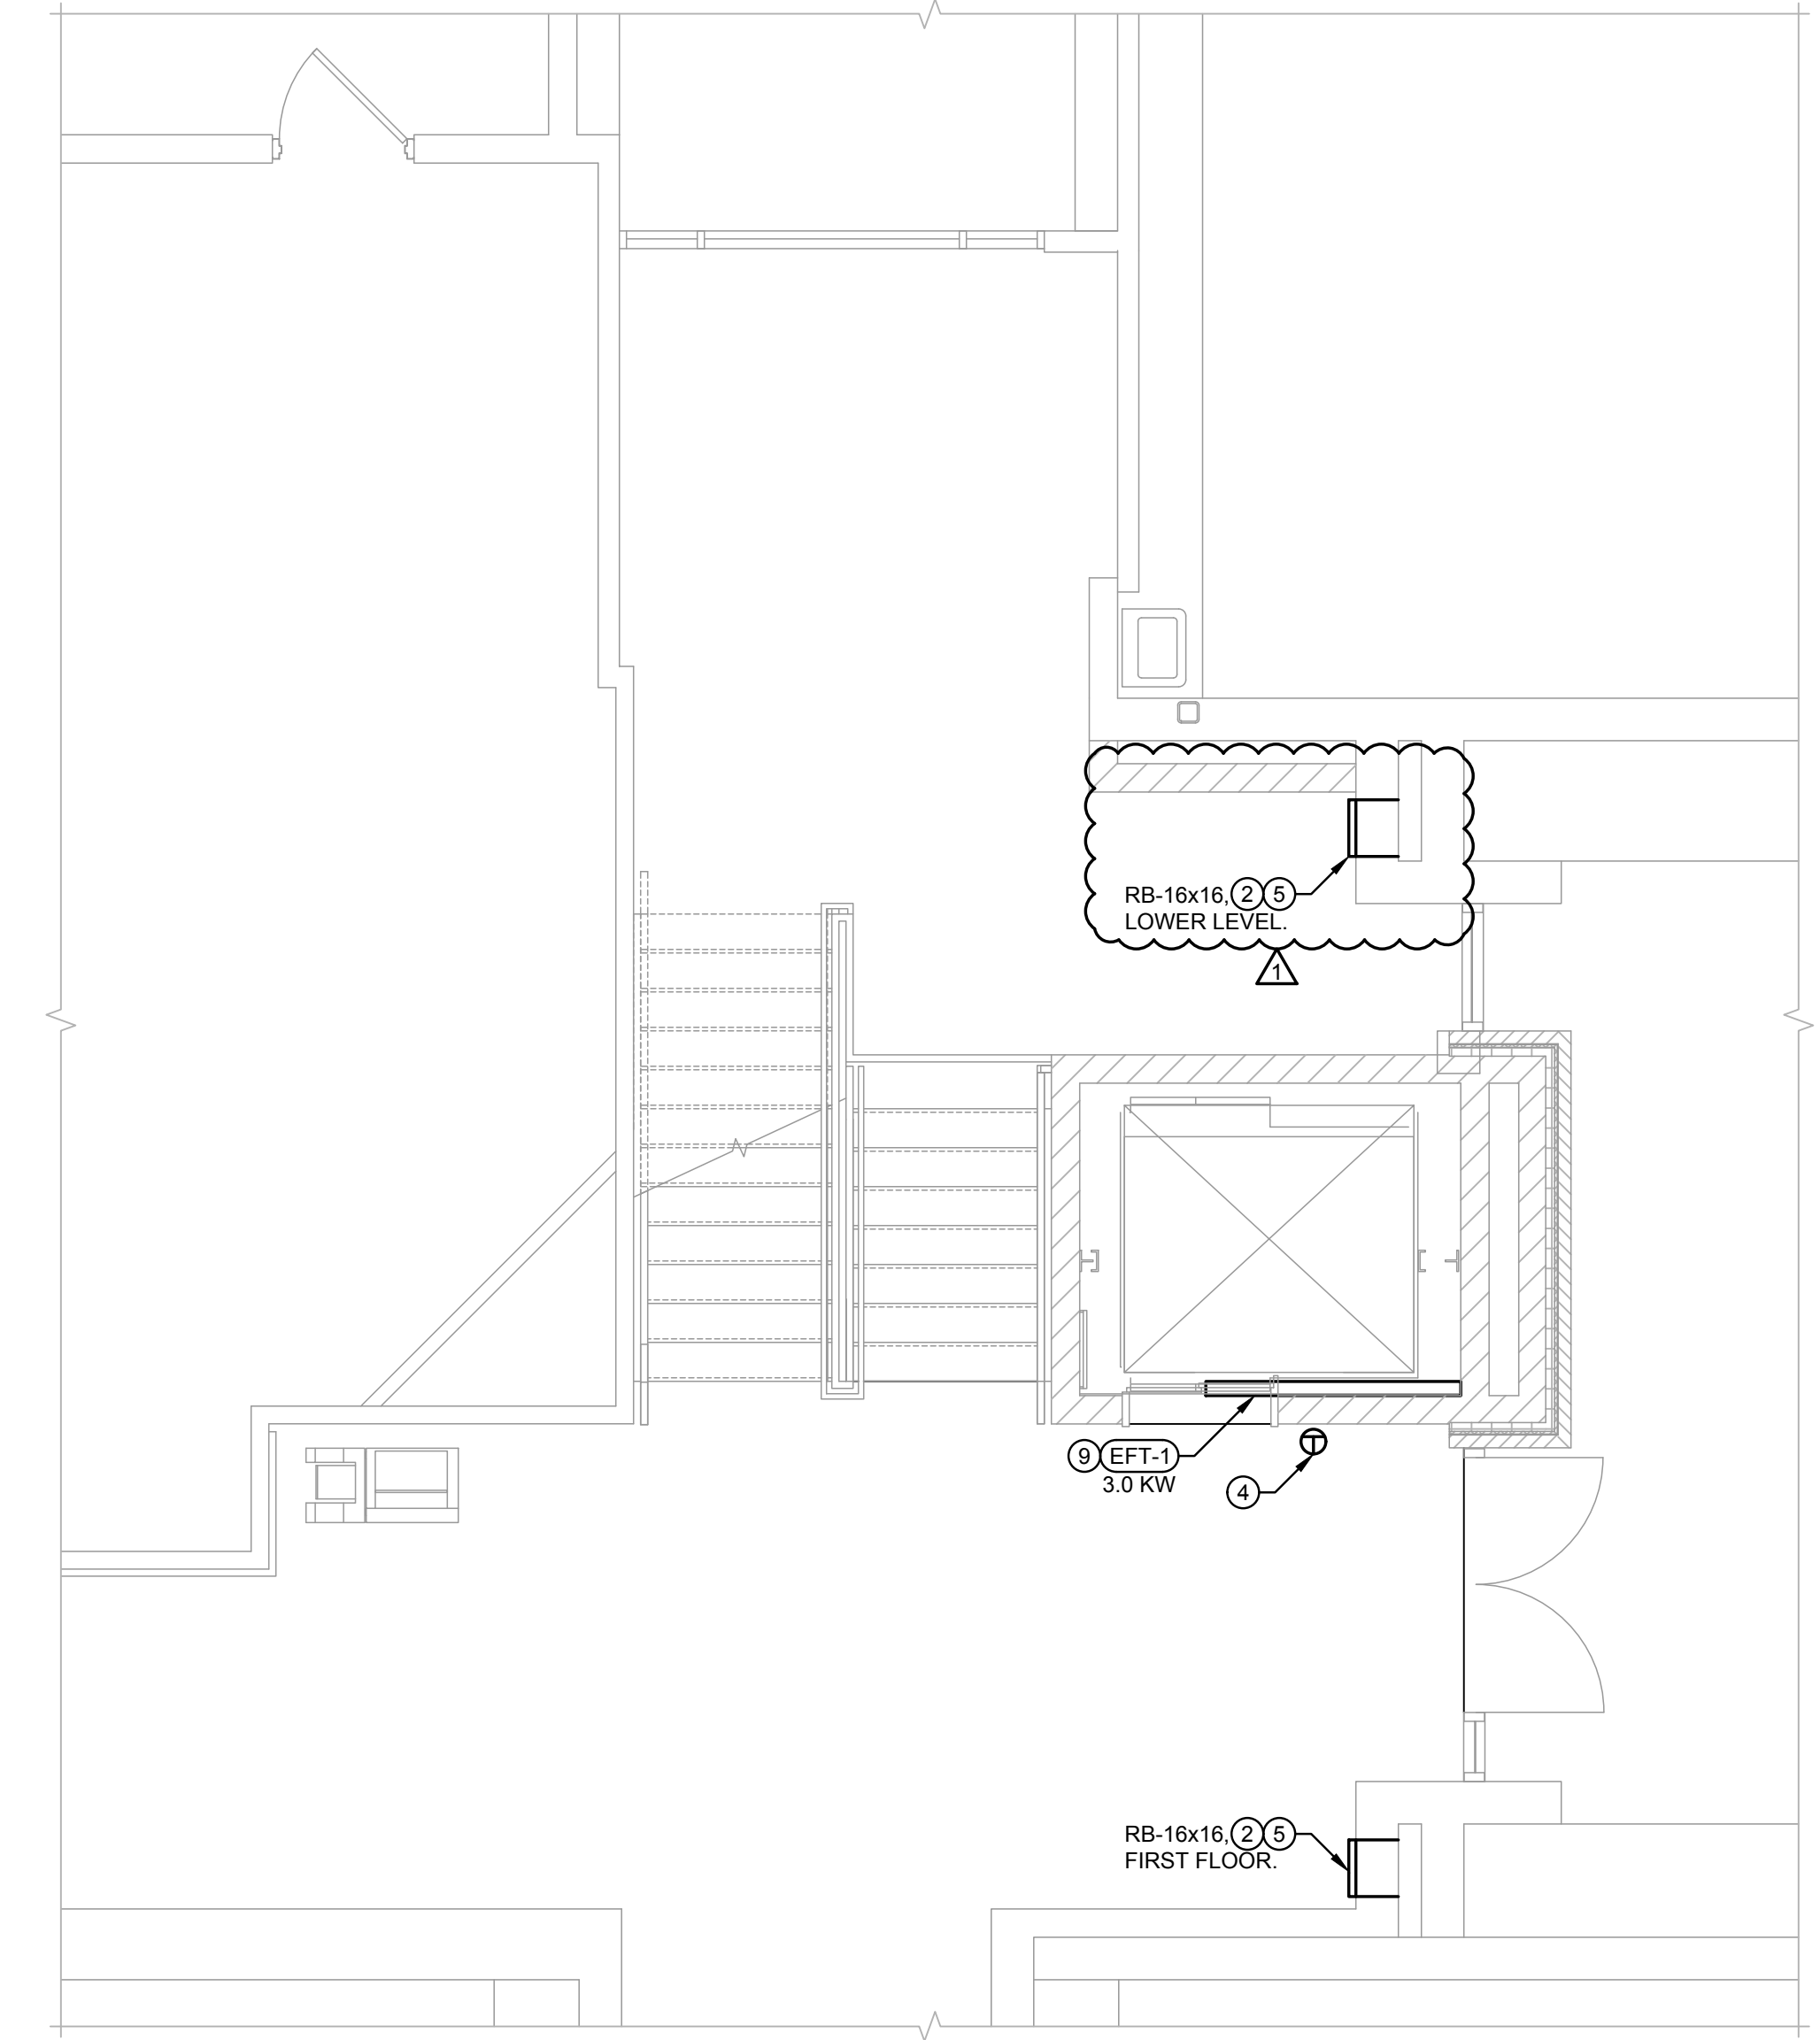 RB-16x16, 2 5
LOWER LEVEL.
1
9 EFT-1
3.0 KW
T
4
RB-16x16, 2 5
FIRST FLOOR.